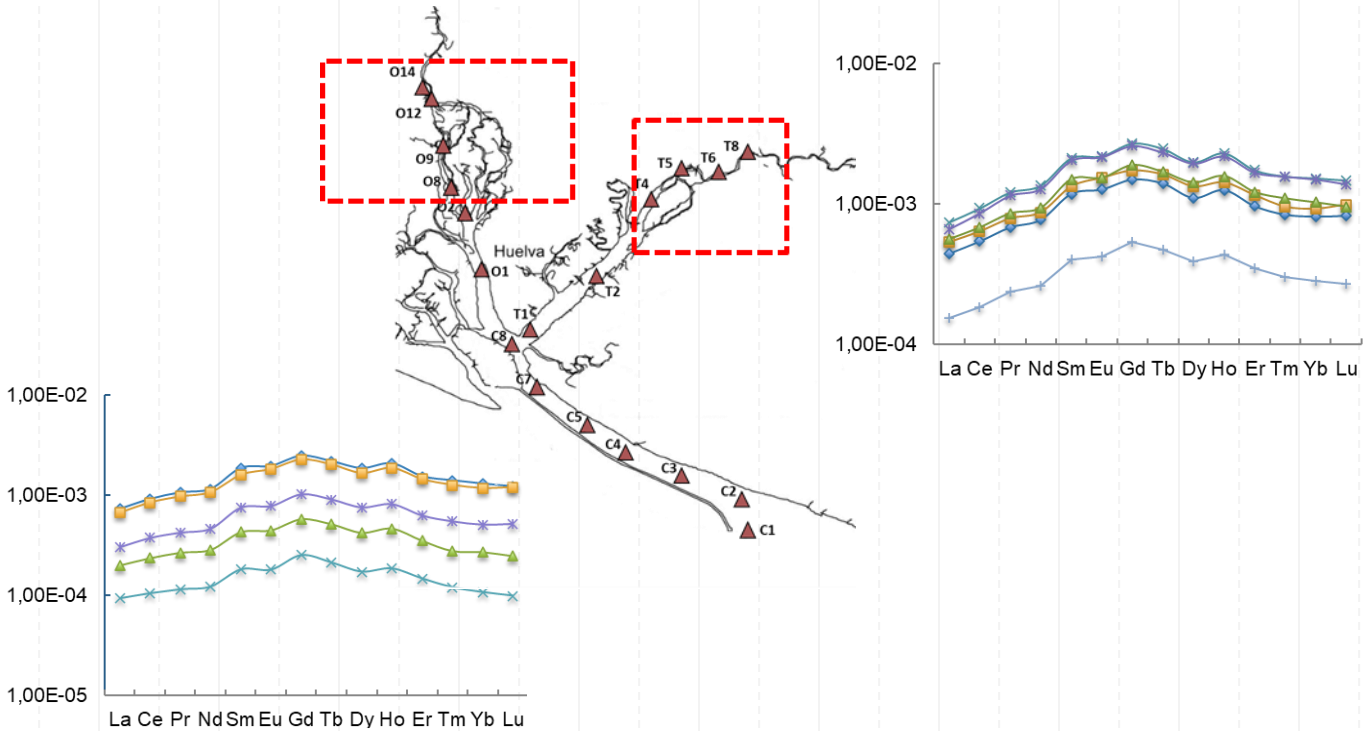 O14
O12
O9
O8
O2
O1
Huelva
T8
T6
T5
T4
T2
T1
C8
C7
C5
C4
C3
C2
C1
1,00E-02
1,00E-03
1,00E-04
La Ce Pr Nd Sm Eu Gd Tb Dy Ho Er Tm Yb Lu
1,00E-02
1,00E-03
1,00E-04
1,00E-05
La Ce Pr Nd Sm Eu Gd Tb Dy Ho Er Tm Yb Lu